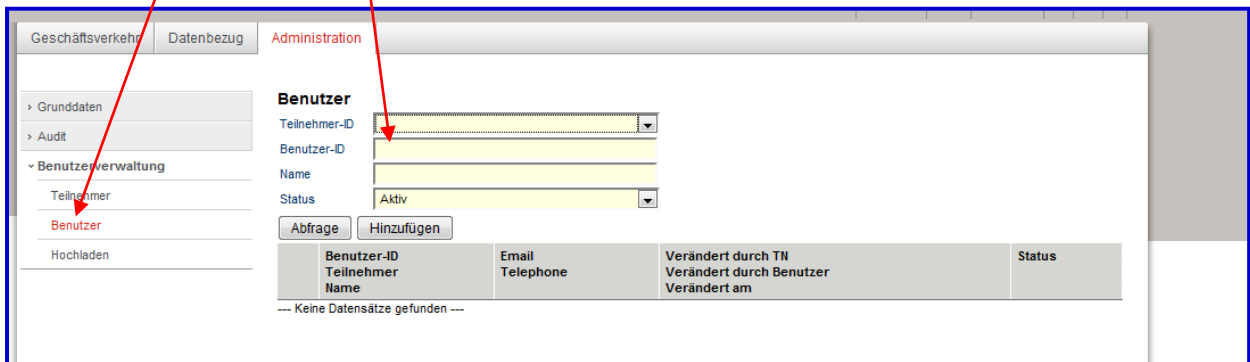 Geschäftsverkehr Datenbezug Administration
Grunddaten
Audit
Benutzerverwaltung
Teilnehmer
Benutzer
Hochladen
Benutzer
Teilnehmer-ID
Benutzer-ID
Name
Status Aktiv
Abfrage Hinzufügen
Benutzer-ID Email Verändert durch TN Status
Teilnehmer Telephone Verändert durch Benutzer
Name Verändert am
--- Keine Datensätze gefunden ---